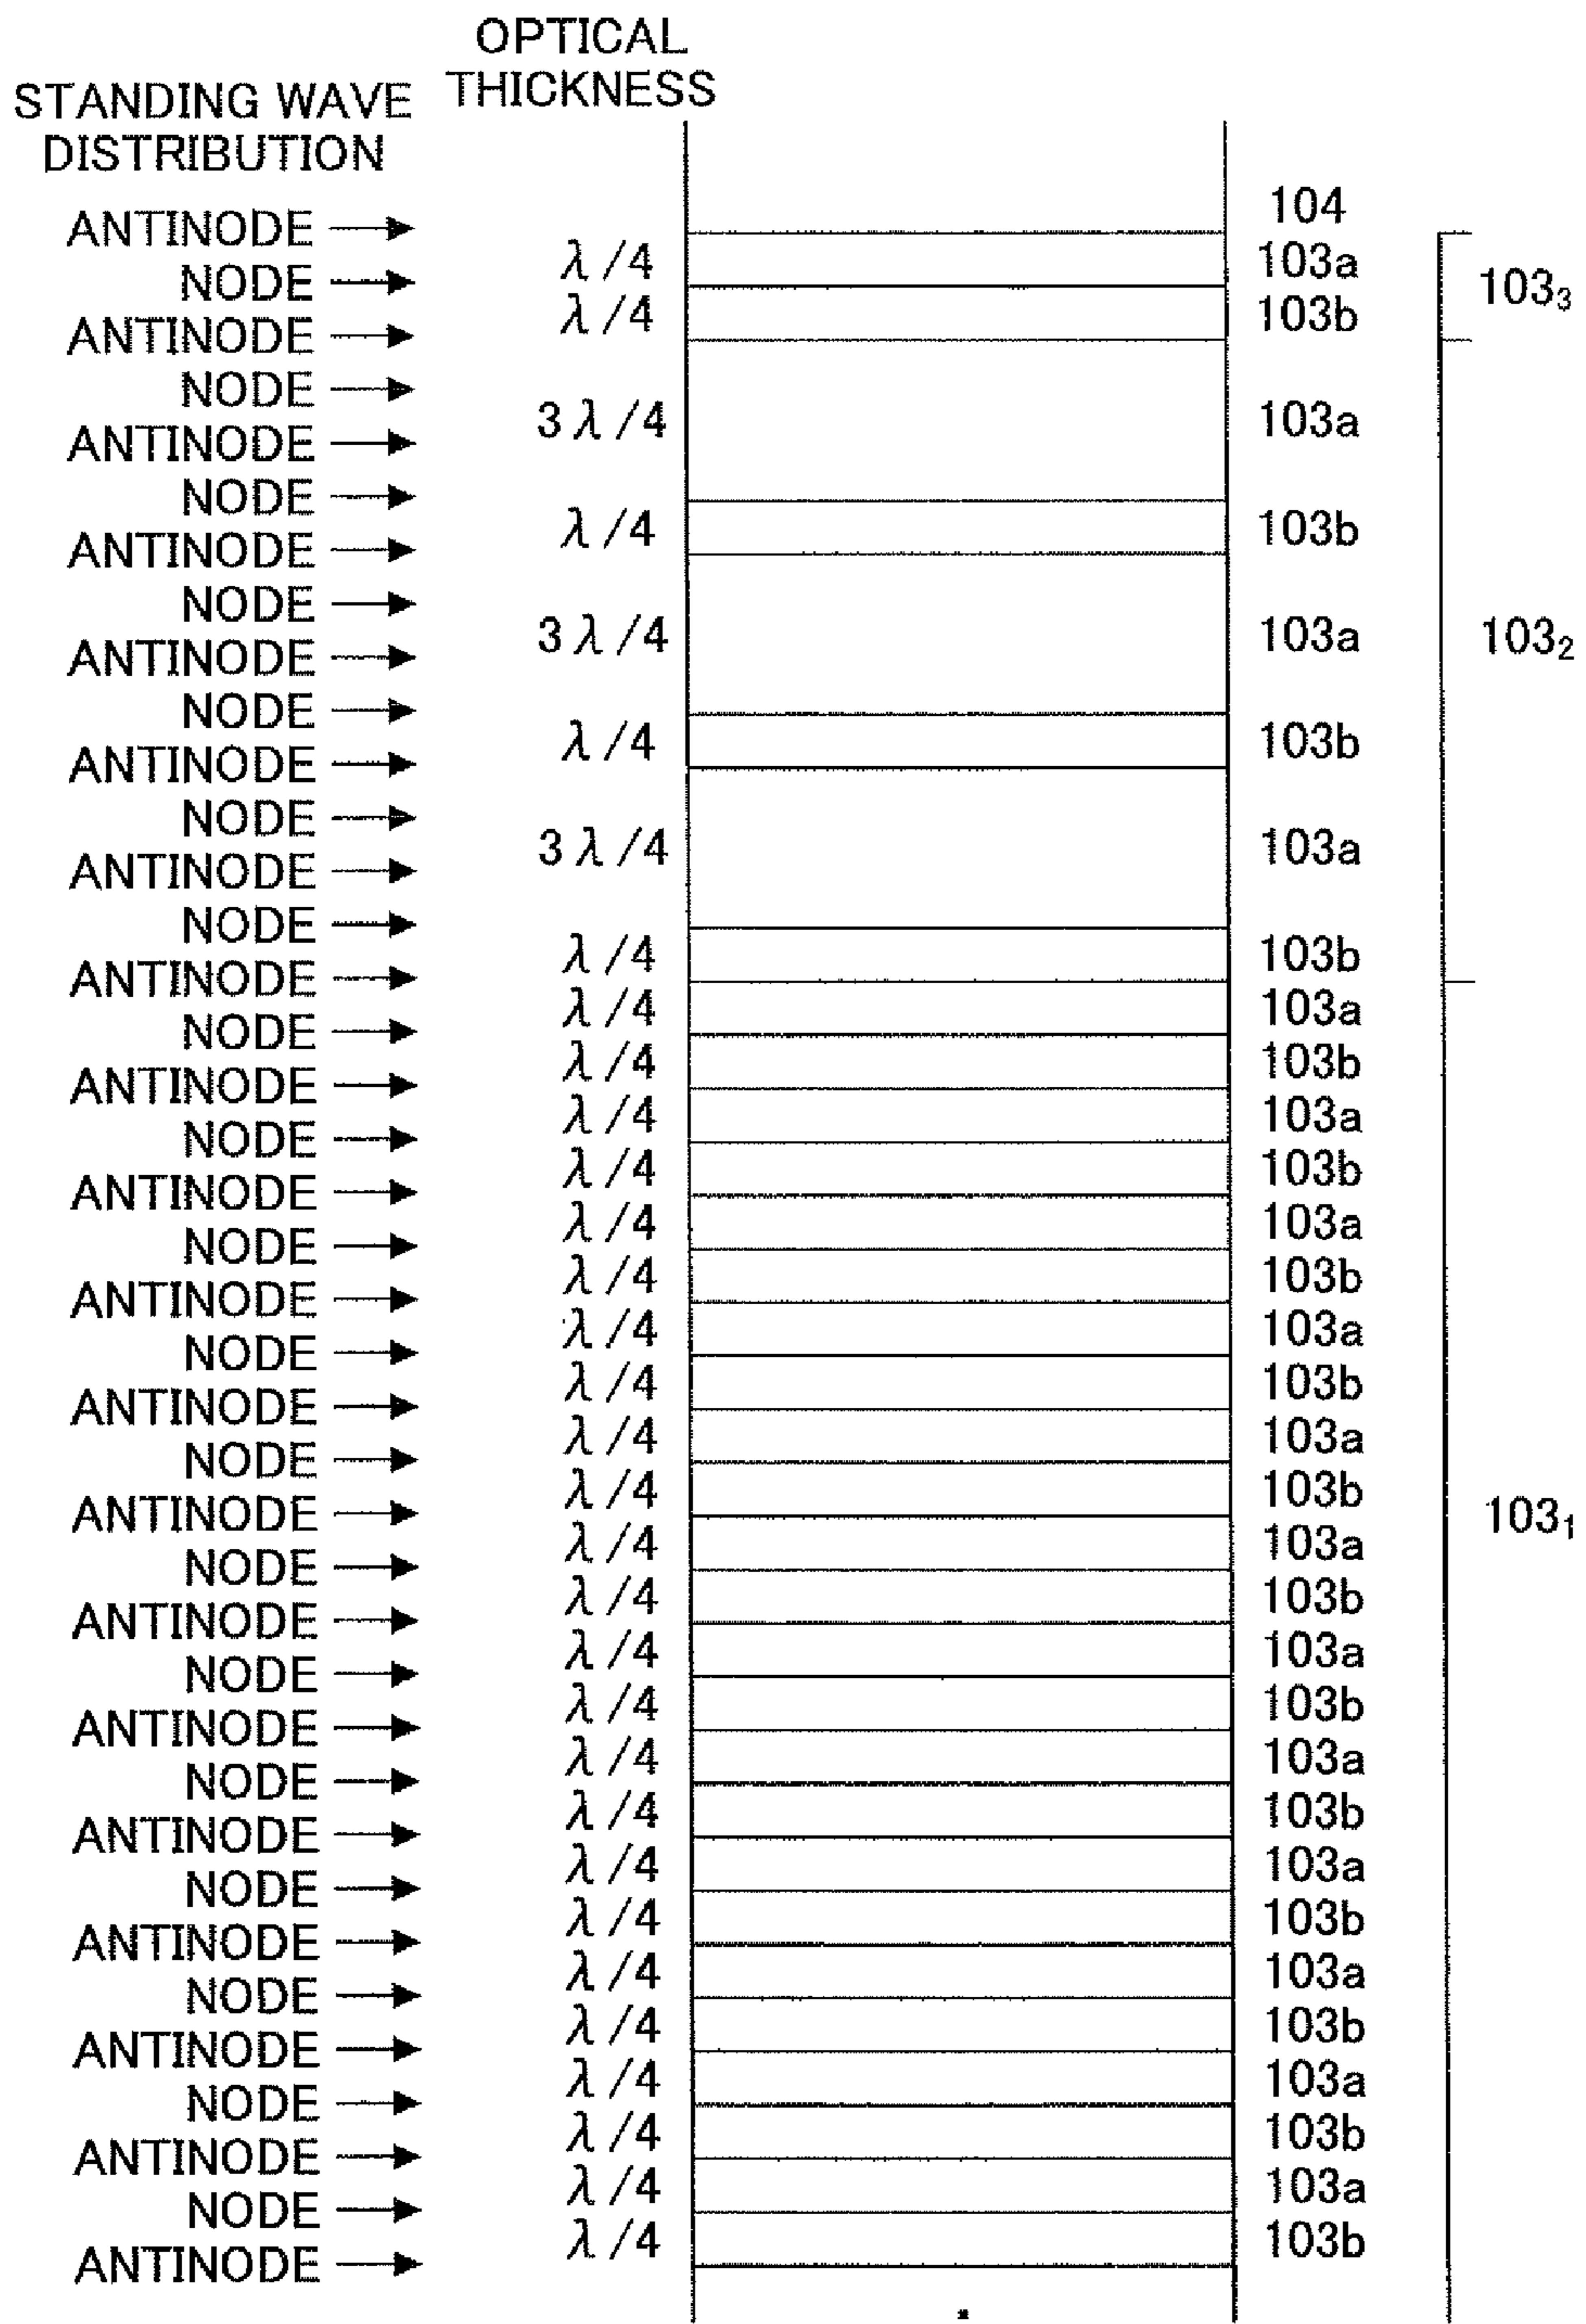 OPTICAL
THICKNESS
STANDING WAVE
DISTRIBUTION
104
ANTINODE
λ/4 103a
NODE 103₃
λ/4 103b
ANTINODE
NODE
3λ/4 103a
ANTINODE
NODE
λ/4 103b
ANTINODE
NODE
3λ/4 103a 103₂
ANTINODE
NODE
λ/4 103b
ANTINODE
NODE
3λ/4 103a
ANTINODE
NODE
λ/4 103b
ANTINODE
λ/4 103a
NODE
λ/4 103b
ANTINODE
λ/4 103a
NODE
λ/4 103b
ANTINODE
λ/4 103a
NODE
λ/4 103b
ANTINODE
λ/4 103a
NODE
λ/4 103b
ANTINODE
λ/4 103a
NODE
λ/4 103b
ANTINODE 103₁
λ/4 103a
NODE
λ/4 103b
ANTINODE
λ/4 103a
NODE
λ/4 103b
ANTINODE
λ/4 103a
NODE
λ/4 103b
ANTINODE
λ/4 103a
NODE
λ/4 103b
ANTINODE
λ/4 103a
NODE
λ/4 103b
ANTINODE
λ/4 103a
NODE
λ/4 103b
ANTINODE
λ/4 103a
NODE
λ/4 103b
ANTINODE